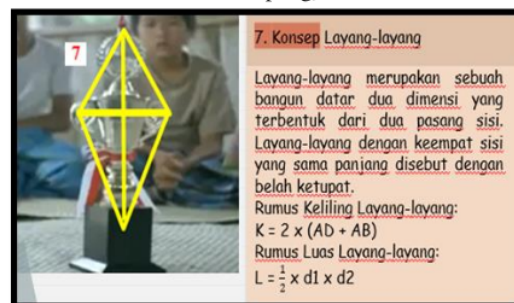 7
7. Konsep Layang-layang
Layang-layang merupakan sebuah
bangun datar dua dimensi yang
terbentuk dari dua pasang sisi.
Layang-layang dengan keempat sisi
yang sama panjang disebut dengan
belah ketupat.
Rumus Keliling Layang-layang:
K = 2 x (AD + AB)
Rumus Luas Layang-layang:
L = \frac{1}{2} x d1 x d2